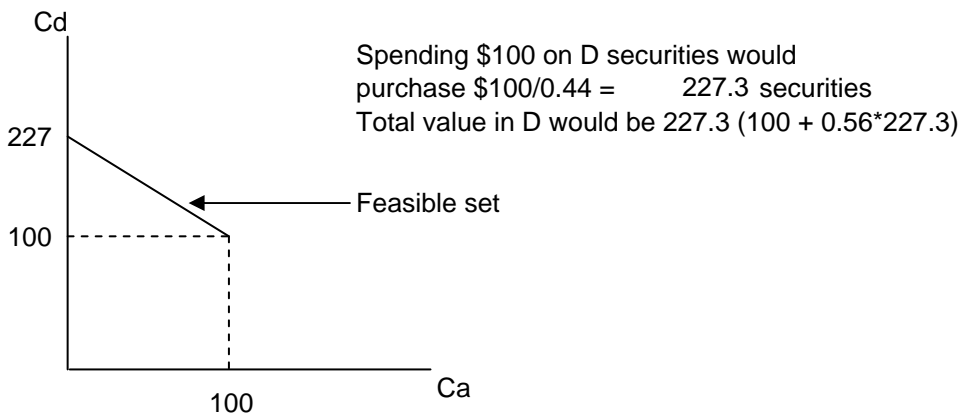 Cd
Spending $100 on D securities would
purchase $100/0.44 = 227.3 securities
Total value in D would be 227.3 (100 + 0.56*227.3)
227
Feasible set
100
Ca
100